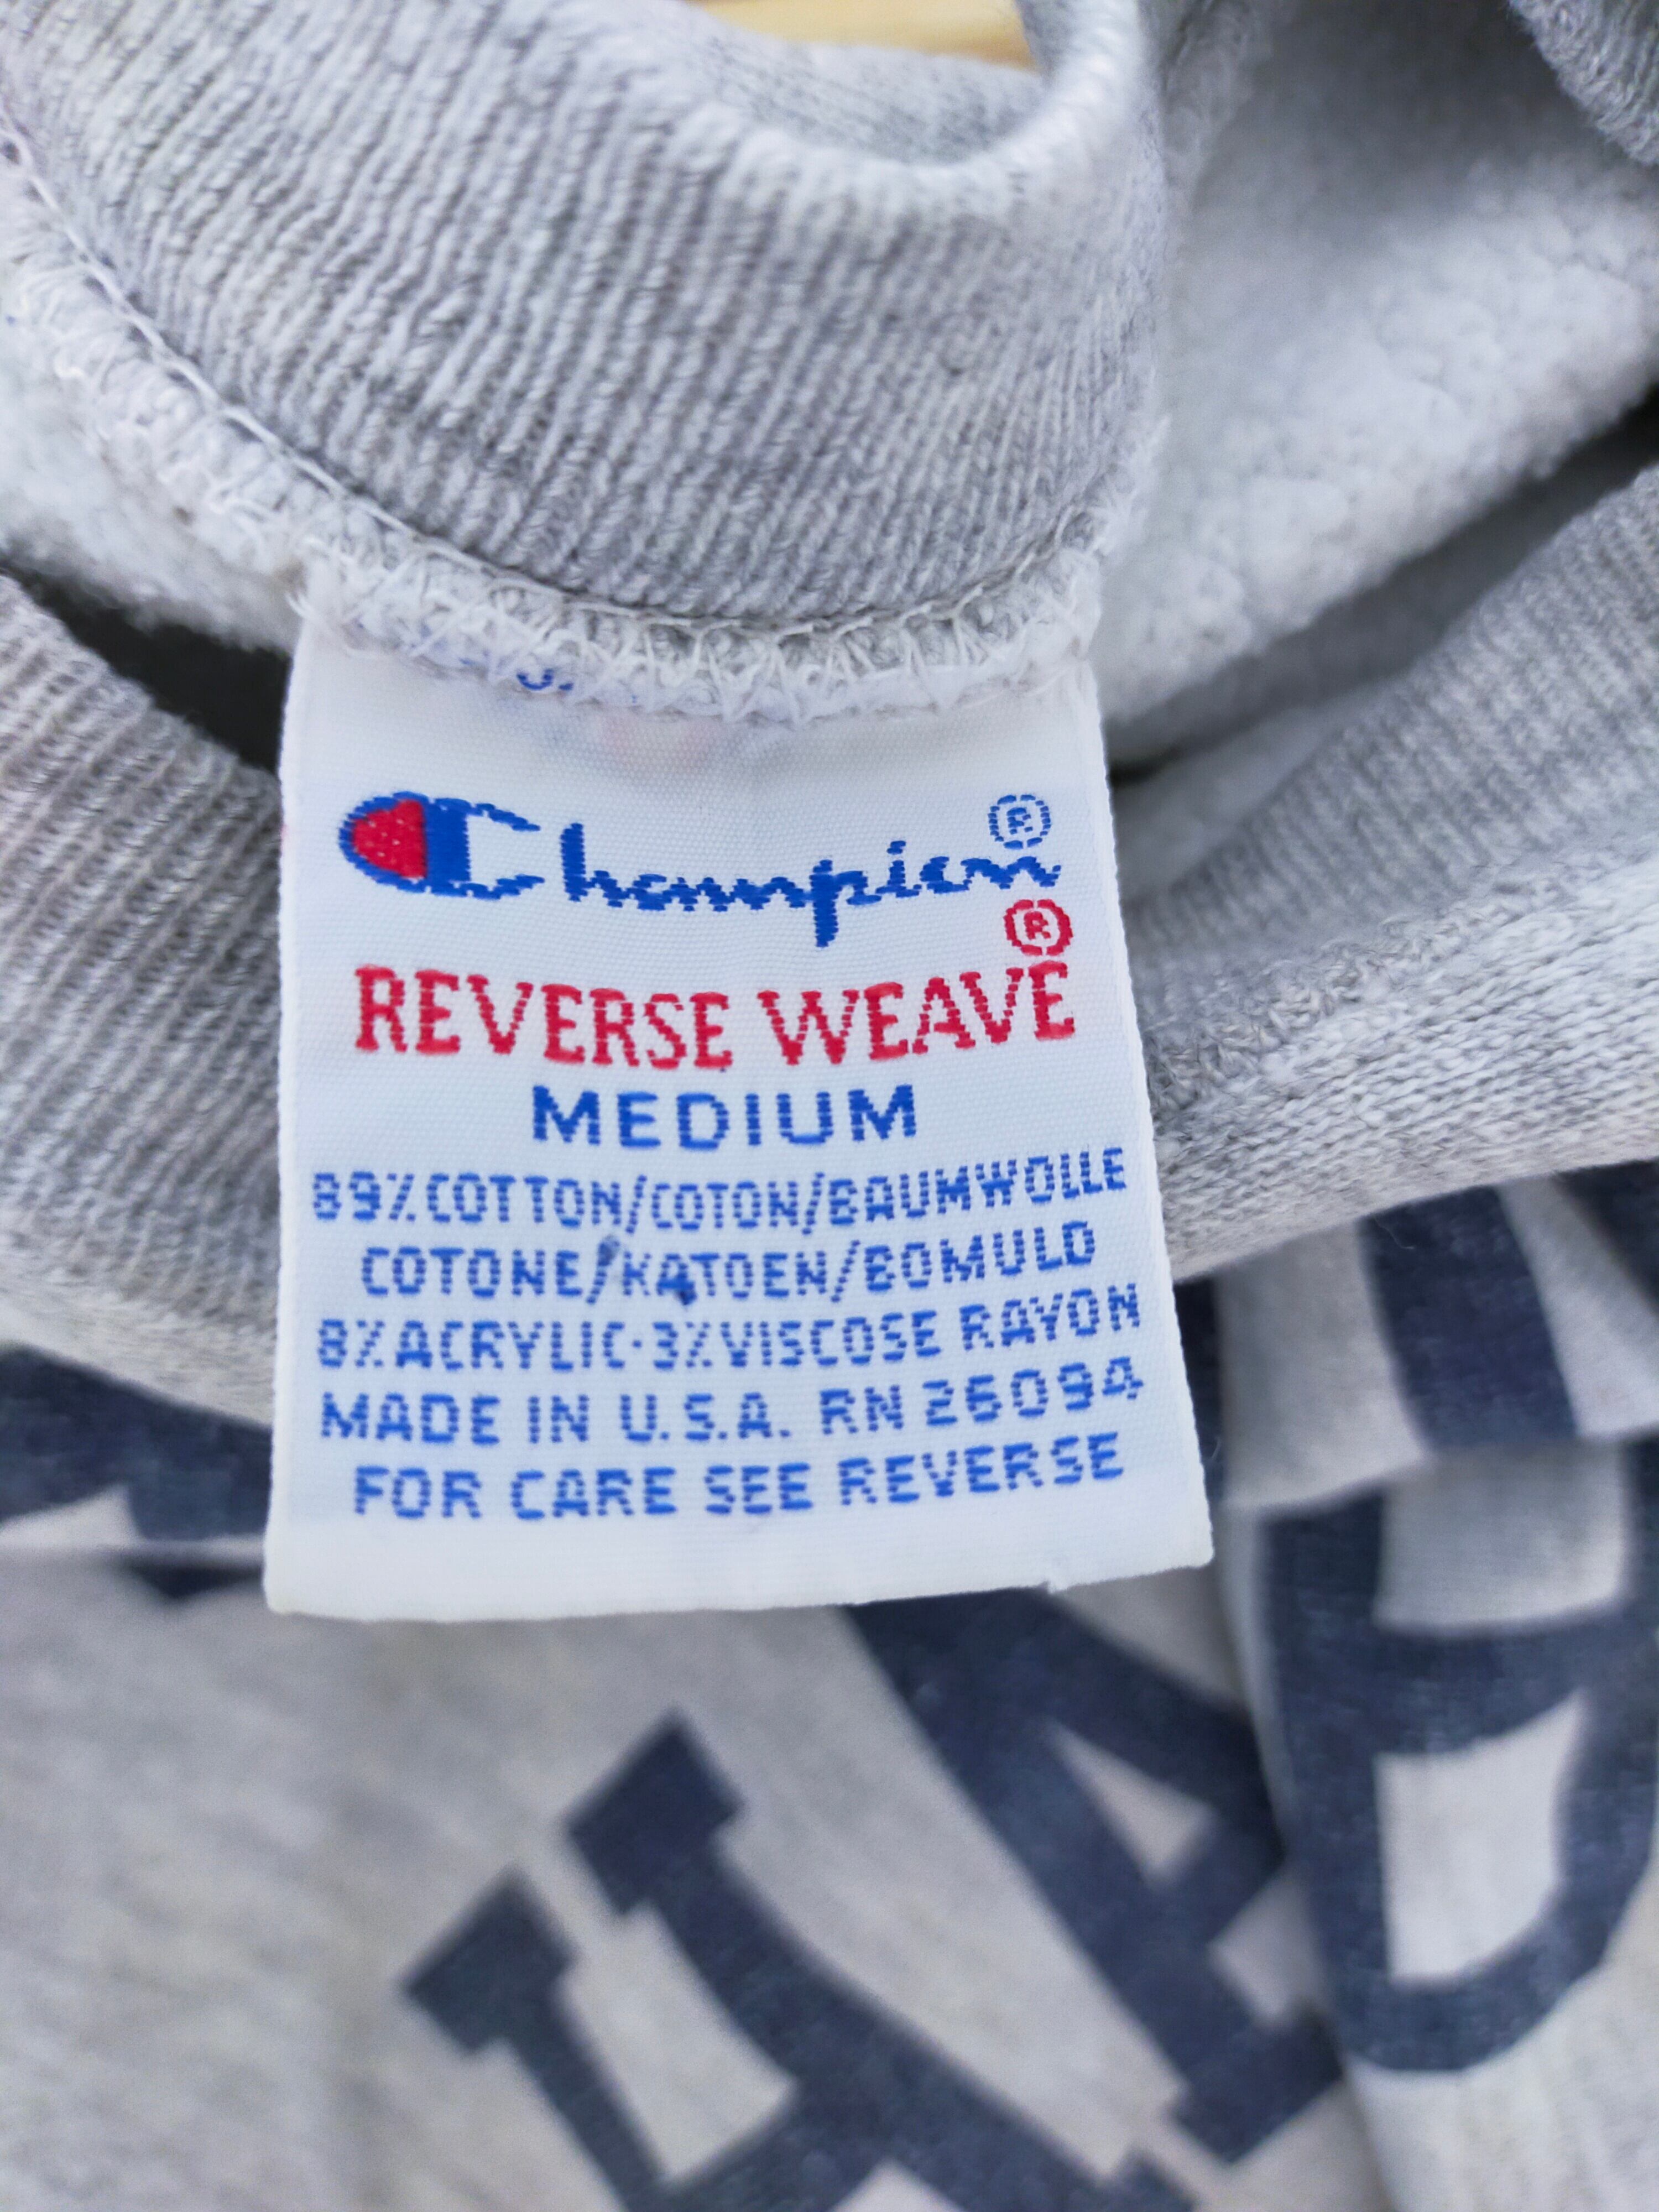 Champion®
REVERSE WEAVE®
MEDIUM
89% COTTON/COTON/BAUMWOLLE
COTONE/KATOEN/BOMULD
8% ACRYLIC·3% VISCOSE RAYON
MADE IN U.S.A. RN 26094
FOR CARE SEE REVERSE